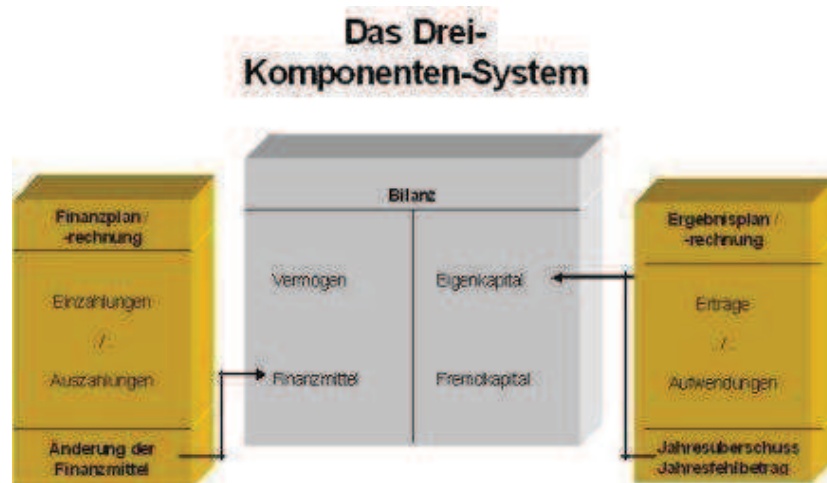 Das Drei-
Komponenten-System
Finanzplan /
-rechnung
Einzahlungen
./.
Auszahlungen
Änderung der
Finanzmittel
Bilanz
Vermögen
Eigenkapital
Finanzmittel
Fremdkapital
Ergebnisplan /
-rechnung
Erträge
./.
Aufwendungen
Jahresüberschuss
Jahresfehlbetrag